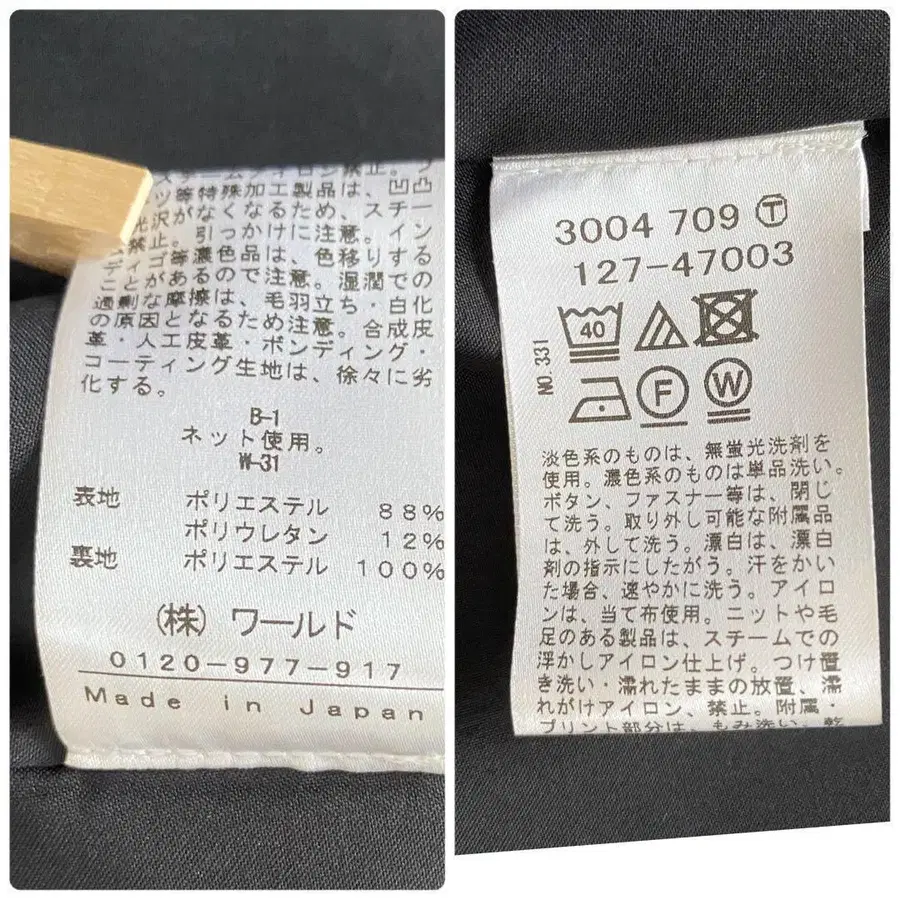 ツ等特殊加工製品は、凹凸
光沢がなくなるため、スチー
ム禁止。引っかけに注意。イン
ディゴ等濃色品は、色移りする
ことがあるので注意。湿潤での
過剰な摩擦は、毛羽立ち・白化
の原因となるため注意。合成皮
革・人工皮革・ボンディング・
コーティング生地は、徐々に劣
化する。
B-1
ネット使用。
W-31
表地 ポリエステル 88%
ポリウレタン 12%
裏地 ポリエステル 100%
(株) ワールド
0120-977-917
Made in Japan
3004 709 Ⓣ
127-47003
40
F W
NO.331
淡色系のものは、無蛍光洗剤を
使用。濃色系のものは単品洗い。
ボタン、ファスナー等は、閉じ
て洗う。取り外し可能な附属品
は、外して洗う。漂白は、漂白
剤の指示にしたがう。汗をかい
た場合、速やかに洗う。アイロ
ンは、当て布使用。ニットや毛
足のある製品は、スチームでの
浮かしアイロン仕上げ。つけ置
き洗い・濡れたままの放置、濡
れがけアイロン、禁止。附属・
プリント部分は、もみ洗い、乾